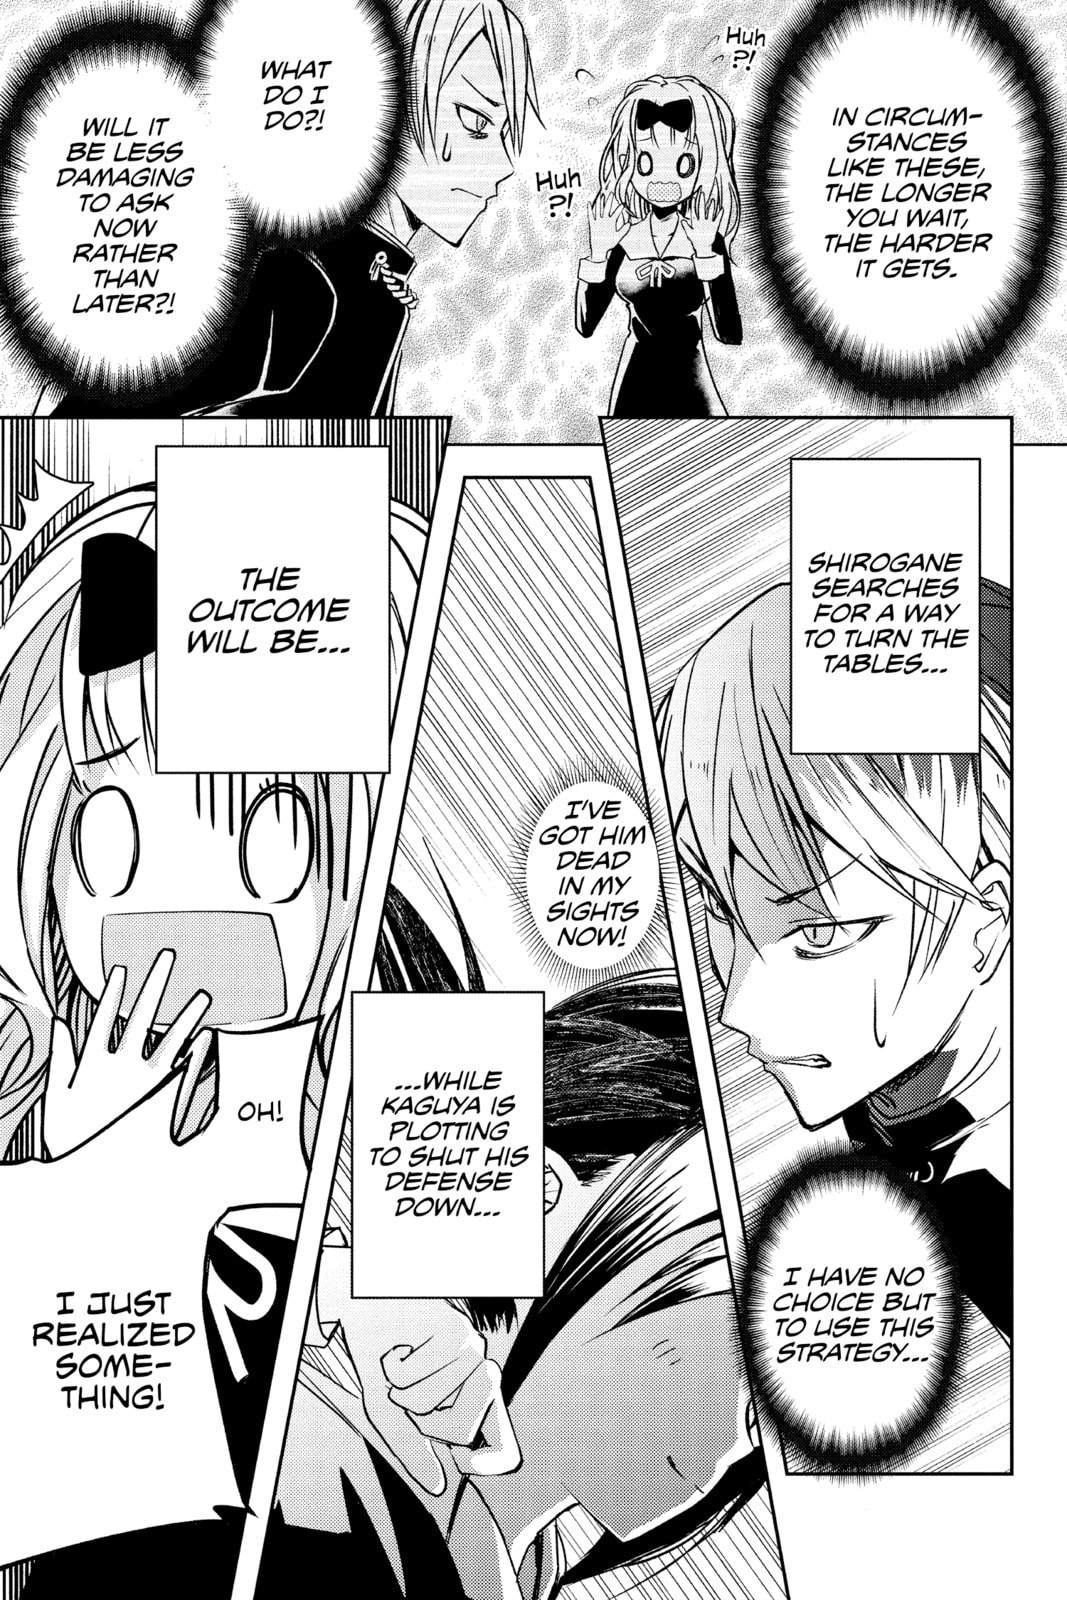 IN CIRCUM-
STANCES
LIKE THESE,
THE LONGER
YOU WAIT,
THE HARDER
IT GETS.
Huh
?!
Huh
?!
WHAT
DO I
DO?!
WILL IT
BE LESS
DAMAGING
TO ASK
NOW
RATHER
THAN
LATER?!
SHIROGANE
SEARCHES
FOR A WAY
TO TURN THE
TABLES...
I HAVE NO
CHOICE BUT
TO USE THIS
STRATEGY...
I'VE
GOT HIM
DEAD
IN MY
SIGHTS
NOW!
...WHILE
KAGUYA IS
PLOTTING
TO SHUT HIS
DEFENSE
DOWN...
THE
OUTCOME
WILL BE...
OH!
I JUST
REALIZED
SOME-
THING!